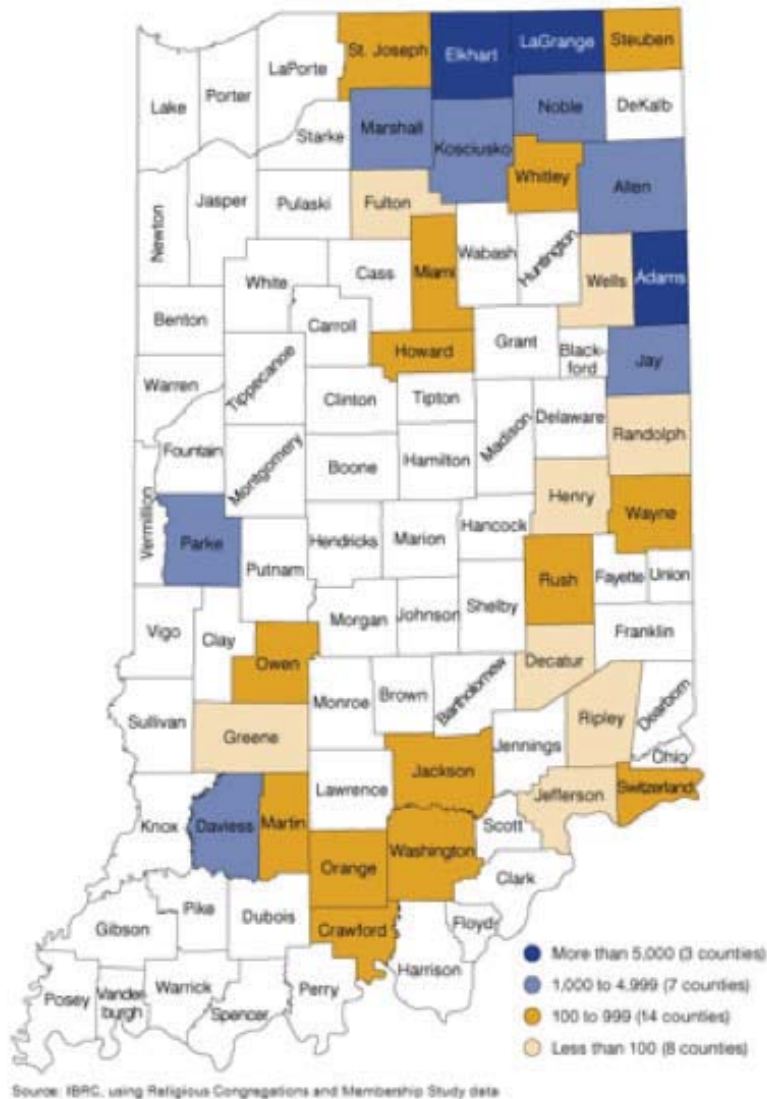 St. Joseph
Elkhart
LaGrange
Steuben
LaPorte
Porter
Lake
Noble
DeKalb
Marshall
Starke
Kosciusko
Whitley
Allen
Jasper
Pulaski
Fulton
Newton
Wabash
Huntington
Miami
Wells
Adams
White
Cass
Benton
Carroll
Grant
Black-
ford
Howard
Jay
Warren
Tippecanoe
Clinton
Tipton
Madison
Delaware
Randolph
Fountain
Montgomery
Boone
Hamilton
Henry
Wayne
Vermillion
Parke
Hendricks
Marion
Hancock
Putnam
Rush
Fayette
Union
Morgan
Johnson
Shelby
Vigo
Clay
Franklin
Owen
Decatur
Monroe
Brown
Bartholomew
Dearborn
Sullivan
Ripley
Greene
Jennings
Ohio
Jackson
Lawrence
Switzerland
Jefferson
Knox
Daviess
Martin
Scott
Orange
Washington
Clark
Pike
Dubois
Gibson
Crawford
Floyd
Harrison
Posey
Vander-
burgh
Warrick
Spencer
Perry
More than 5,000 (3 counties)
1,000 to 4,999 (7 counties)
100 to 999 (14 counties)
Less than 100 (8 counties)
Source: IBRC, using Religious Congregations and Membership Study data